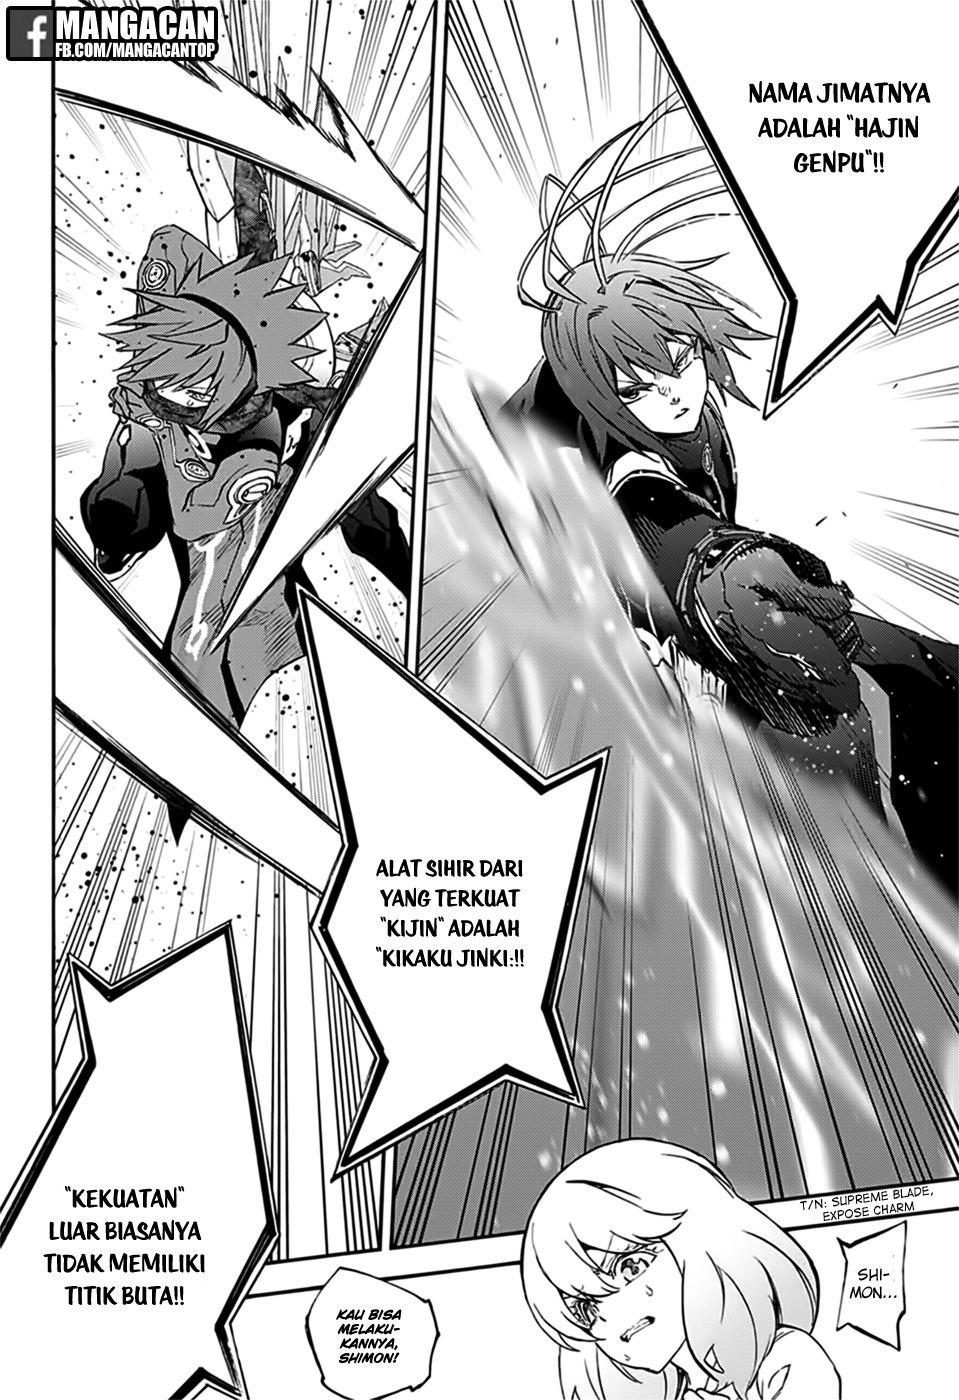 MANGACAN
FB.COM/MANGACANTOP
NAMA JIMATNYA
ADALAH "HAJIN
GENPU"!!
ALAT SIHIR DARI
YANG TERKUAT
"KIJIN" ADALAH
"KIKAKU JINKI:!!
"KEKUATAN"
LUAR BIASANYA
TIDAK MEMILIKI
TITIK BUTA!!
T/N: SUPREME BLADE,
EXPOSE CHARM
SHI-
MON...
KAU BISA
MELAKU-
KANNYA,
SHIMON!